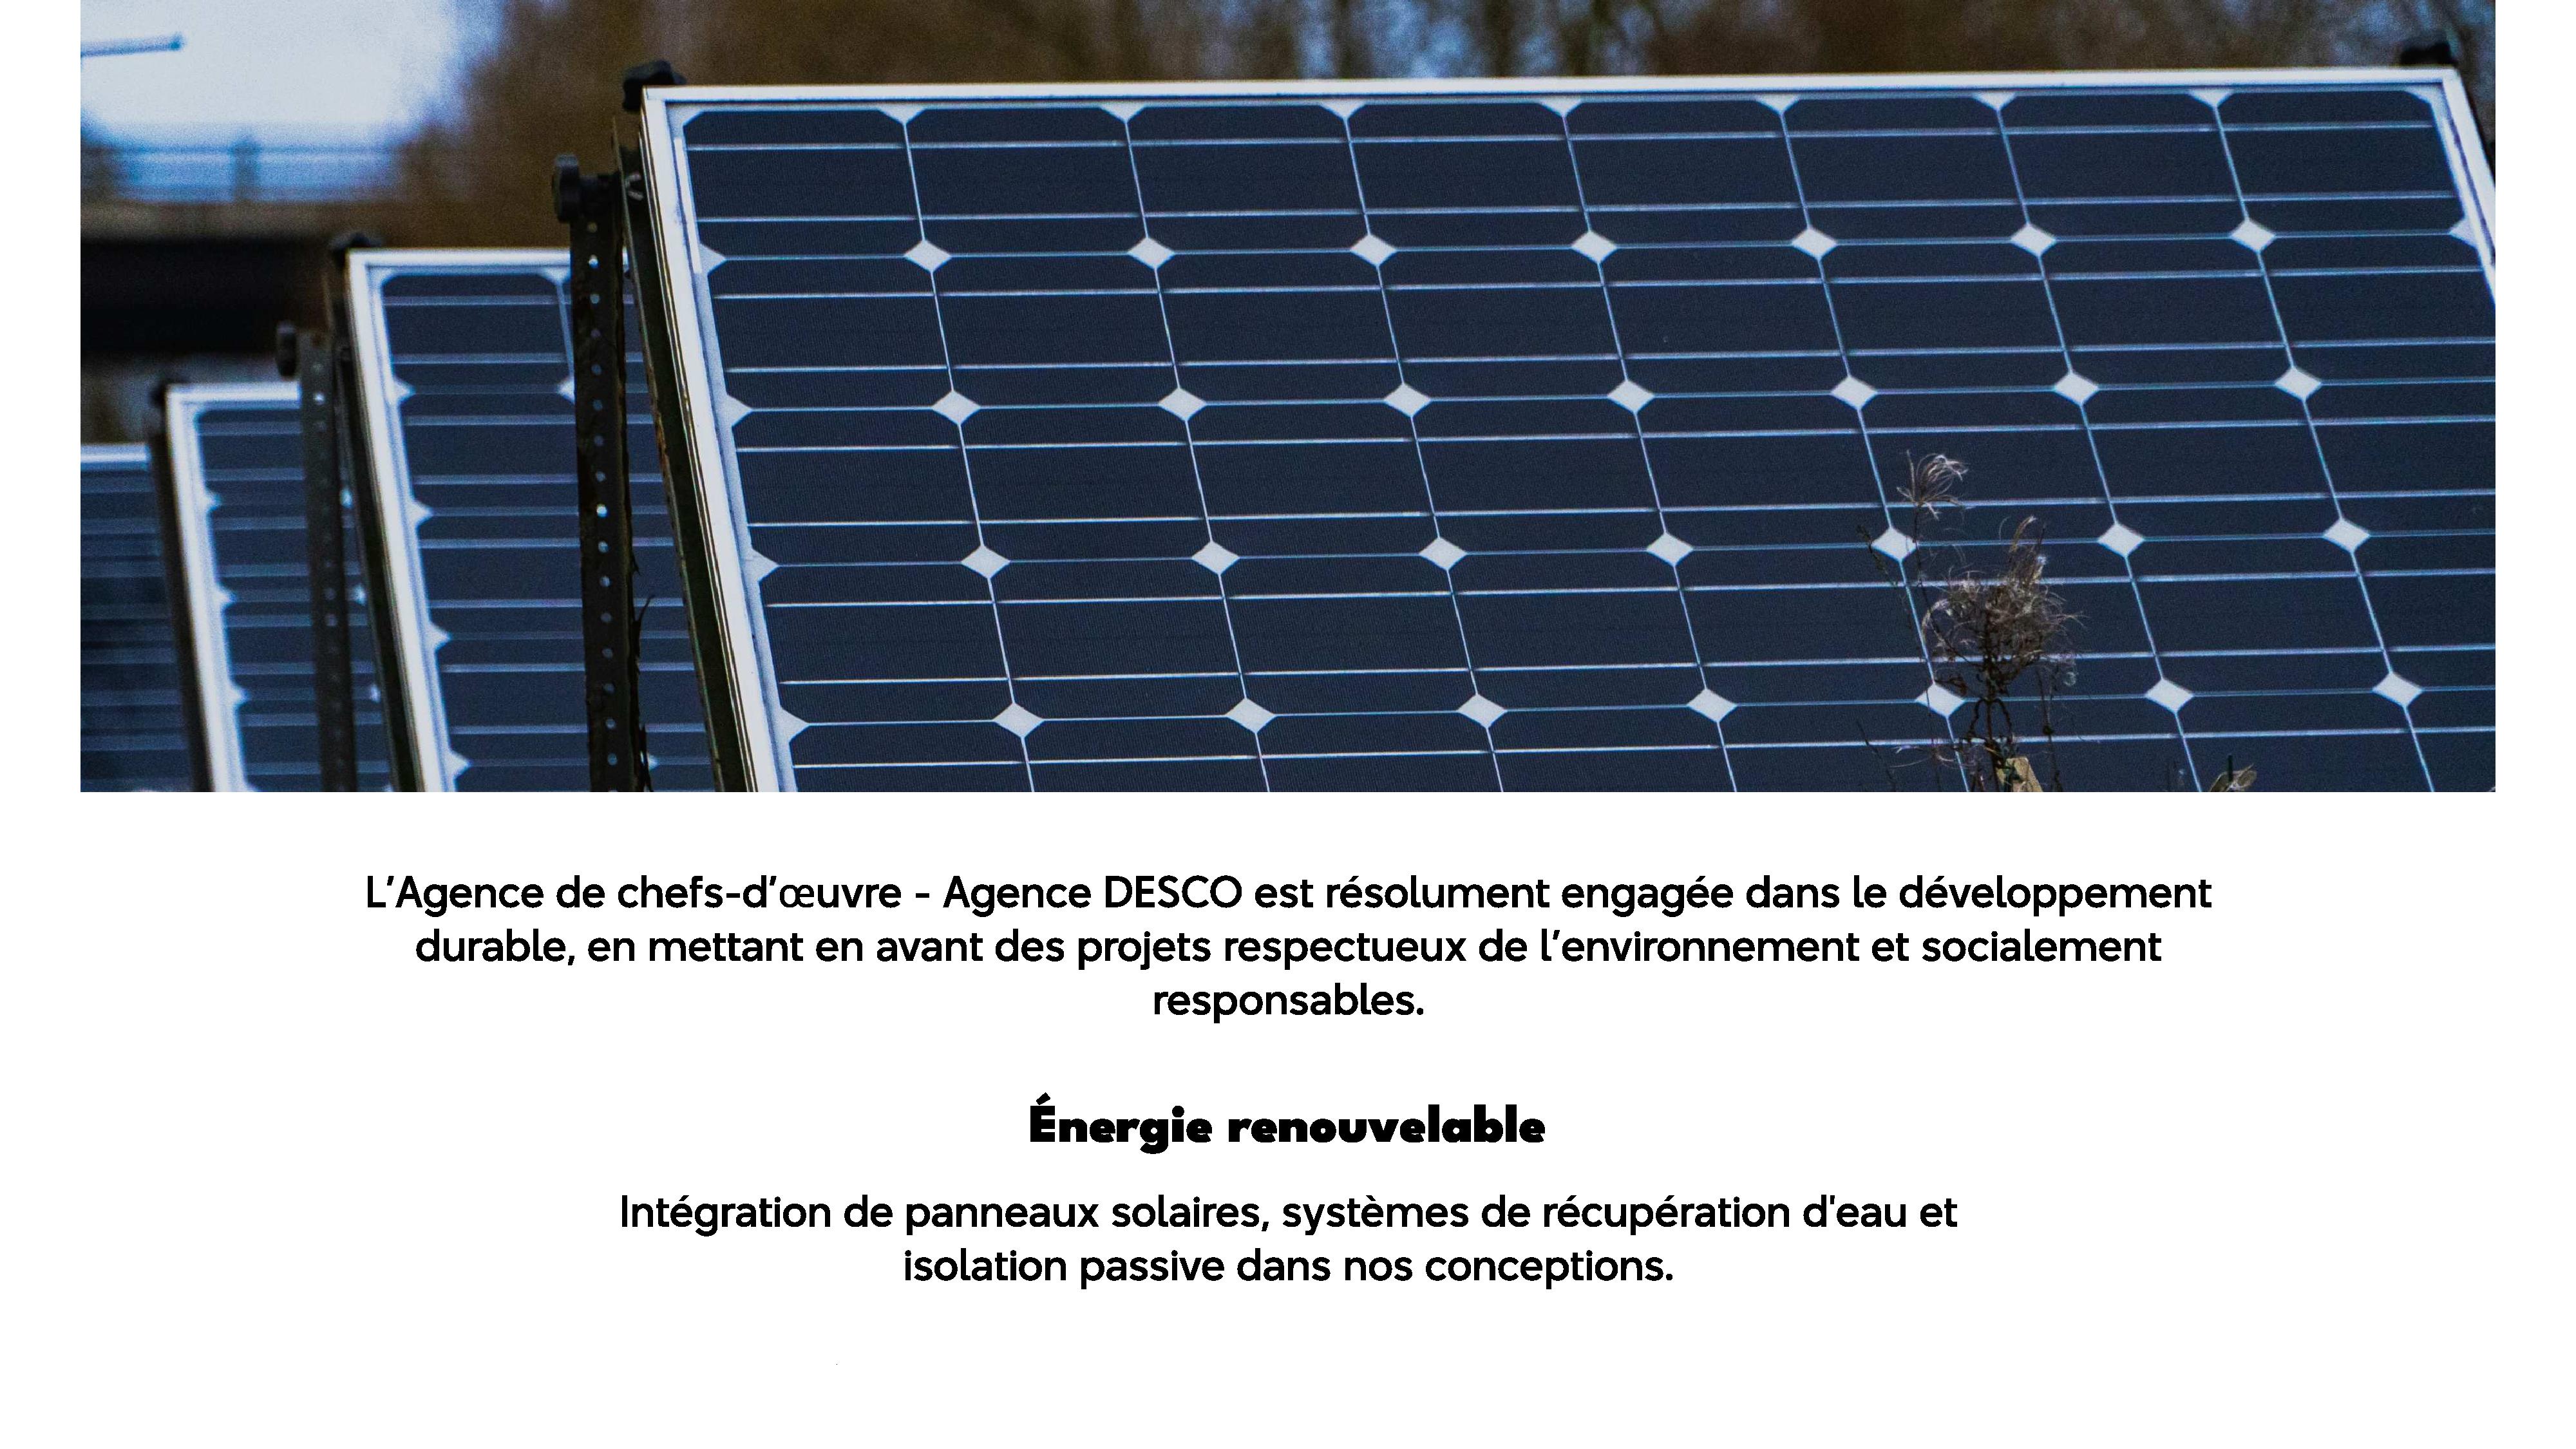 L’Agence de chefs-d’œuvre - Agence DESCO est résolument engagée dans le développement
durable, en mettant en avant des projets respectueux de l’environnement et socialement
responsables.
Énergie renouvelable
Intégration de panneaux solaires, systèmes de récupération d'eau et
isolation passive dans nos conceptions.